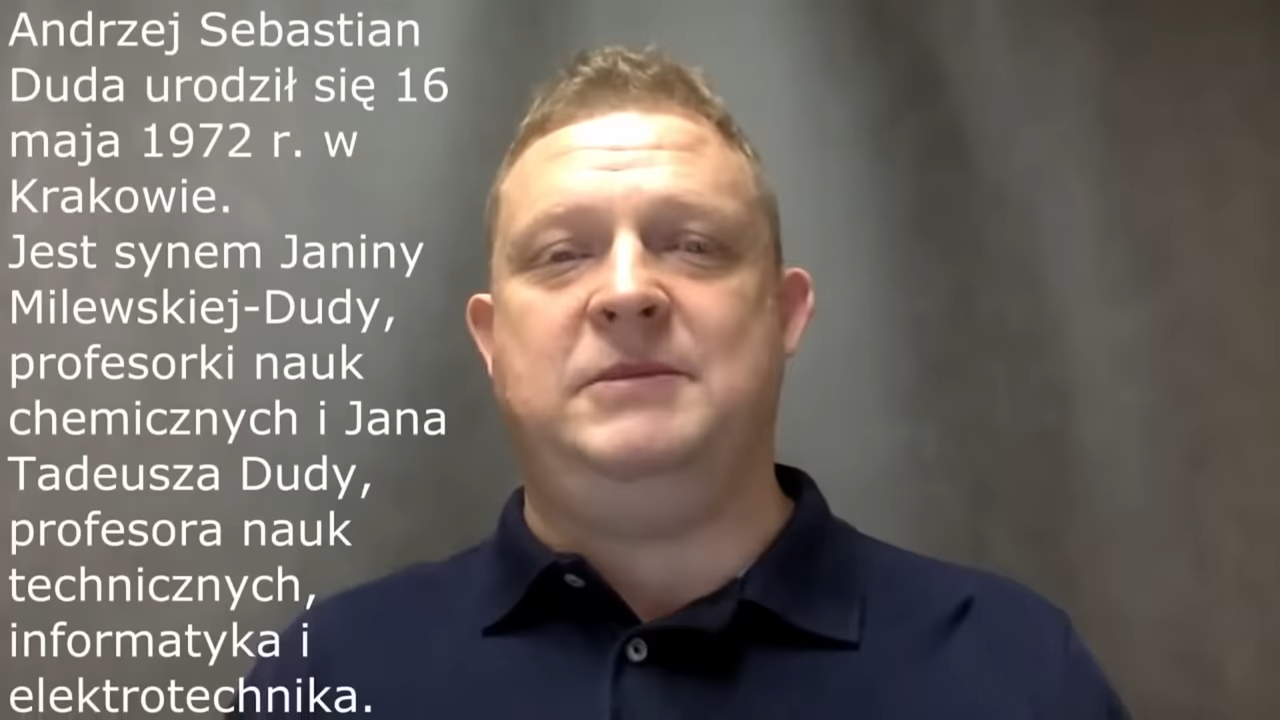 Andrzej Sebastian
Duda urodził się 16
maja 1972 r. w
Krakowie.
Jest synem Janiny
Milewskiej-Dudy,
profesorki nauk
chemicznych i Jana
Tadeusza Dudy,
profesora nauk
technicznych,
informatyka i
elektrotechnika.